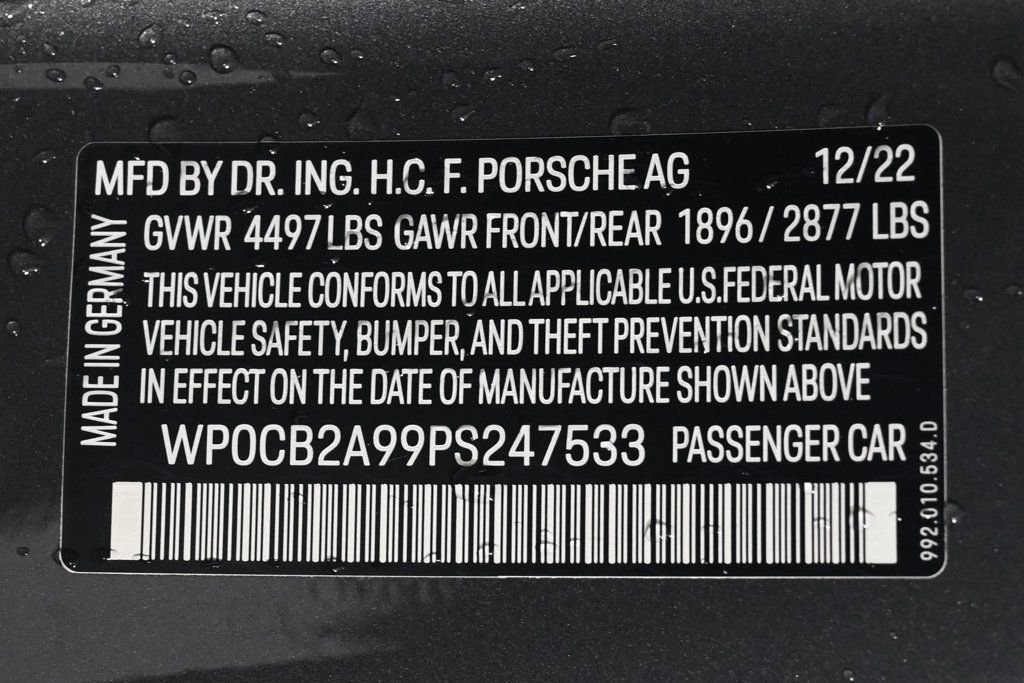 MFD BY DR. ING. H.C. F. PORSCHE AG 12/22
GVWR 4497 LBS GAWR FRONT/REAR 1896 / 2877 LBS
THIS VEHICLE CONFORMS TO ALL APPLICABLE U.S.FEDERAL MOTOR
VEHICLE SAFETY, BUMPER, AND THEFT PREVENTION STANDARDS
IN EFFECT ON THE DATE OF MANUFACTURE SHOWN ABOVE
WP0CB2A99PS247533 PASSENGER CAR
MADE IN GERMANY
992.010.534.D